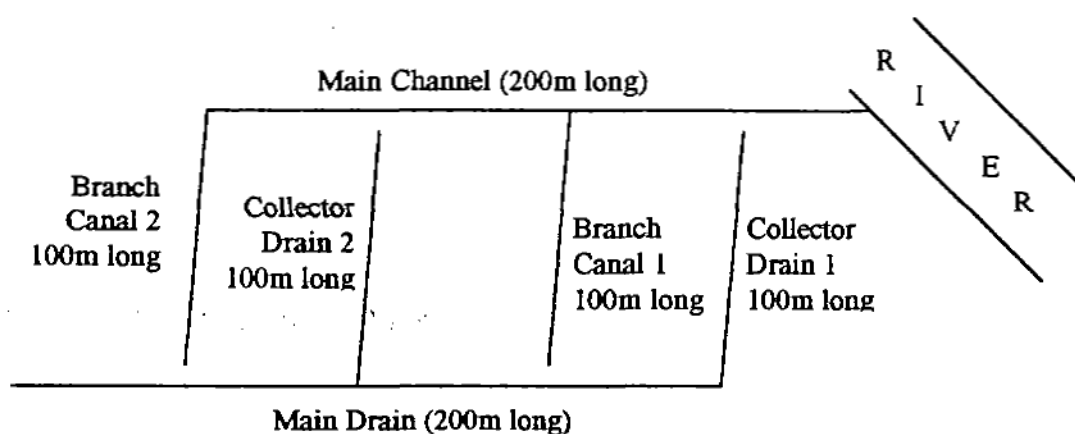 Main Channel (200m long)
R
I
V
E
R
Branch
Canal 2
100m long
Collector
Drain 2
100m long
Branch
Canal 1
100m long
Collector
Drain 1
100m long
Main Drain (200m long)